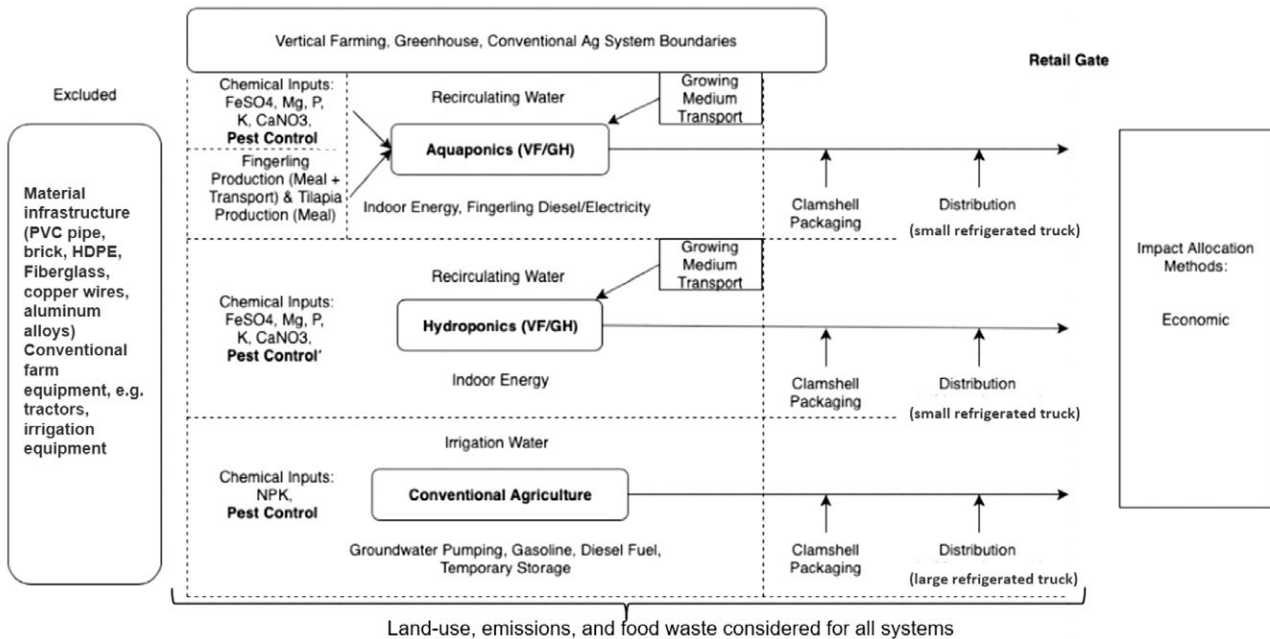 Vertical Farming, Greenhouse, Conventional Ag System Boundaries
Retail Gate
Excluded
Material
infrastructure
(PVC pipe,
brick, HDPE,
Fiberglass,
copper wires,
aluminum
alloys)
Conventional
farm
equipment, e.g.
tractors,
irrigation
equipment
Chemical Inputs:
FeSO4, Mg, P,
K, CaNO3,
Pest Control
Fingerling
Production (Meal +
Transport) & Tilapia
Production (Meal)
Recirculating Water
Growing
Medium
Transport
Aquaponics (VF/GH)
Indoor Energy, Fingerling Diesel/Electricity
Clamshell
Packaging
Distribution
(small refrigerated truck)
Chemical Inputs:
FeSO4, Mg, P,
K, CaNO3,
Pest Control*
Recirculating Water
Growing
Medium
Transport
Hydroponics (VF/GH)
Indoor Energy
Clamshell
Packaging
Distribution
(small refrigerated truck)
Chemical Inputs:
NPK,
Pest Control
Irrigation Water
Conventional Agriculture
Groundwater Pumping, Gasoline, Diesel Fuel,
Temporary Storage
Clamshell
Packaging
Distribution
(large refrigerated truck)
Impact Allocation
Methods:
Economic
Land-use, emissions, and food waste considered for all systems